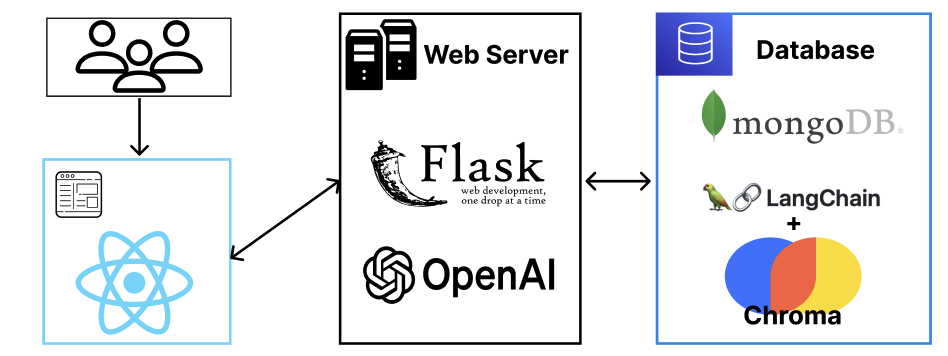 Web Server
Flask
web development,
one drop at a time
OpenAI
Database
mongoDB®
LangChain
+
Chroma